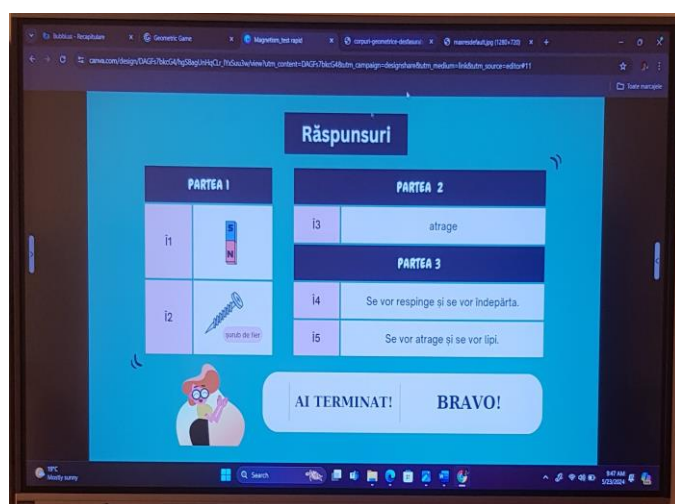 Bubbl.us - Recapitulare
Geometric Game
Magnetism_test rapid
corpuri-geometrice-desfasurate
maxresdefault.jpg (1280×720)
Toate marcajele
Răspunsuri
PARTEA 1
Î1
S
N
Î2
șurub de fier
PARTEA 2
Î3
atrage
PARTEA 3
Î4
Se vor respinge și se vor îndepărta.
Î5
Se vor atrage și se vor lipi.
AI TERMINAT!
BRAVO!
19°C
Mostly sunny
Search
9:47 AM
5/23/2024